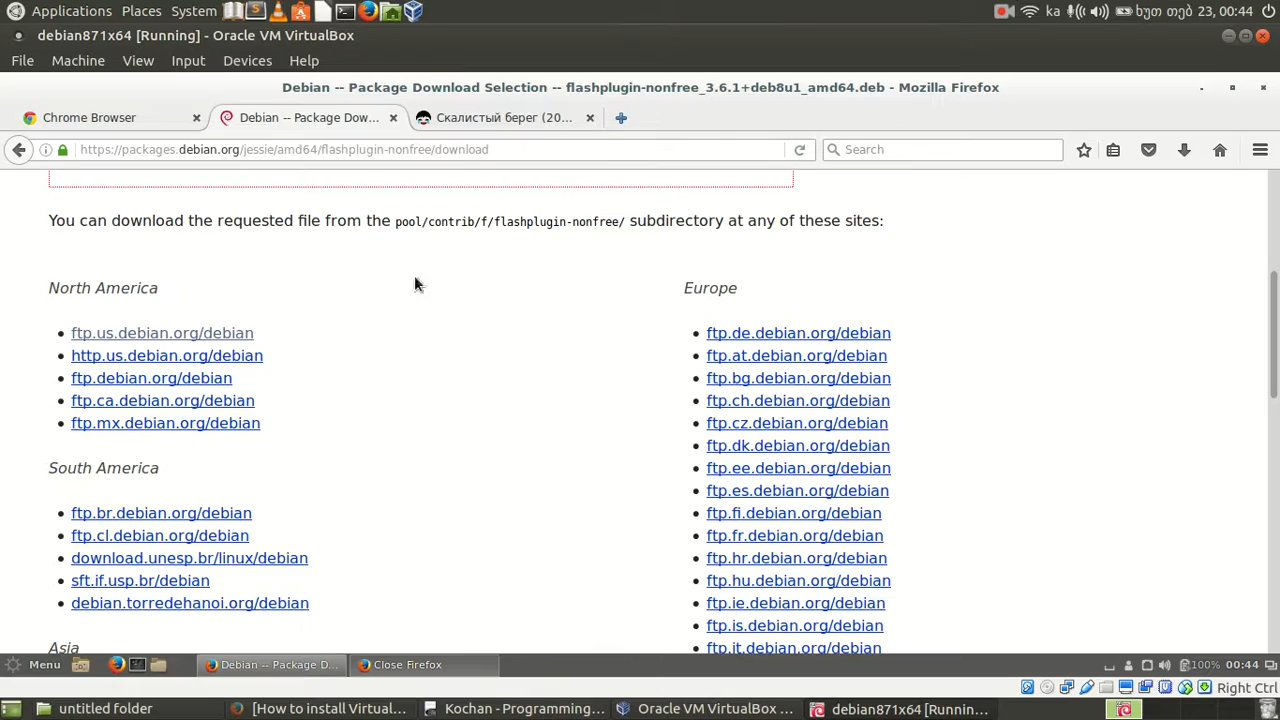 Applications Places System ka ხუთ თებ 23, 00:44
debian871x64 [Running] - Oracle VM VirtualBox
File Machine View Input Devices Help
Debian -- Package Download Selection -- flashplugin-nonfree_3.6.1+deb8u1_amd64.deb - Mozilla Firefox
Chrome Browser Debian -- Package Dow... Скалистый берег (20...
https://packages.debian.org/jessie/amd64/flashplugin-nonfree/download Search
You can download the requested file from the pool/contrib/f/flashplugin-nonfree/ subdirectory at any of these sites:
North America
ftp.us.debian.org/debian
http.us.debian.org/debian
ftp.debian.org/debian
ftp.ca.debian.org/debian
ftp.mx.debian.org/debian
South America
ftp.br.debian.org/debian
ftp.cl.debian.org/debian
download.unesp.br/linux/debian
sft.if.usp.br/debian
debian.torredehanoi.org/debian
Asia
Europe
ftp.de.debian.org/debian
ftp.at.debian.org/debian
ftp.bg.debian.org/debian
ftp.ch.debian.org/debian
ftp.cz.debian.org/debian
ftp.dk.debian.org/debian
ftp.ee.debian.org/debian
ftp.es.debian.org/debian
ftp.fi.debian.org/debian
ftp.fr.debian.org/debian
ftp.hr.debian.org/debian
ftp.hu.debian.org/debian
ftp.ie.debian.org/debian
ftp.is.debian.org/debian
ftp.it.debian.org/debian
Menu Debian -- Package D... Close Firefox 100% 00:44
Right Ctrl
untitled folder [How to install Virtual... Kochan - Programming... Oracle VM VirtualBox ... debian871x64 [Runnin...